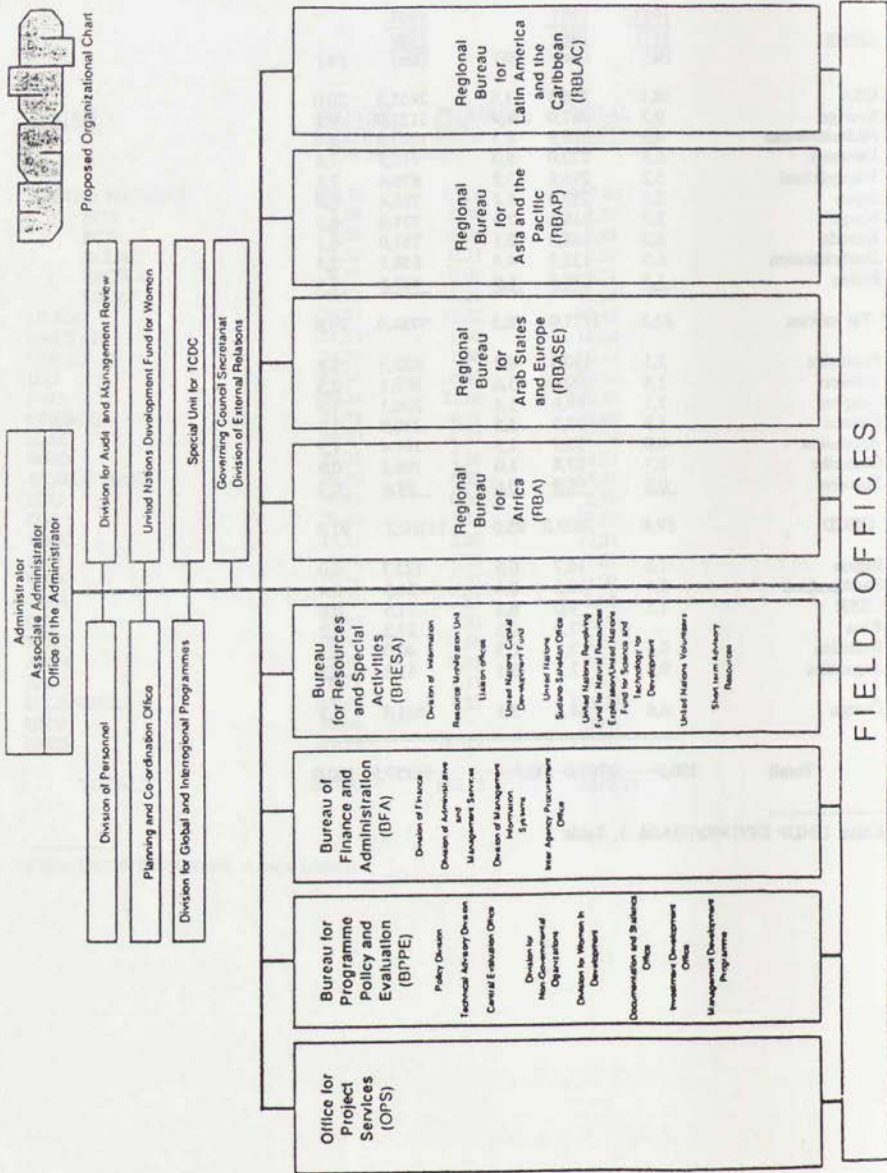 Proposed Organizational Chart
Administrator
Associate Administrator
Office of the Administrator
Division of Personnel
Division for Audit and Management Review
Planning and Co-ordination Office
United Nations Development Fund for Women
Division for Global and Interregional Programmes
Special Unit for TCDC
Governing Council Secretariat
Division of External Relations
Office for
Project
Services
(OPS)
Bureau for
Programme
Policy and
Evaluation
(BPPE)
Policy Division
Technical Advisory Division
Central Evaluation Office
Division for
Non Governmental
Organizations
Division for Women In
Development
Documentation and Statistics
Office
Investment Development
Office
Management Development
Programme
Bureau of
Finance and
Administration
(BFA)
Division of Finance
Division of Administrative
and
Management Services
Division of Management
Information
Systems
Inter Agency Procurement
Office
Bureau
for Resources
and Special
Activities
(BRESA)
Division of Information
Resource Mobilization Unit
Liaison offices
United Nations Capital
Development Fund
United Nations
Sudano Sahelian Office
United Nations Revolving
Fund for Natural Resources
Exploration/United Nations
Fund for Science and
Technology for
Development
United Nations Volunteers
Short term Advisory
Resources
Regional
Bureau
for
Africa
(RBA)
Regional
Bureau
for
Arab States
and Europe
(RBASE)
Regional
Bureau
for
Asia and the
Pacific
(RBAP)
Regional
Bureau
for
Latin America
and the
Caribbean
(RBLAC)
FIELD OFFICES